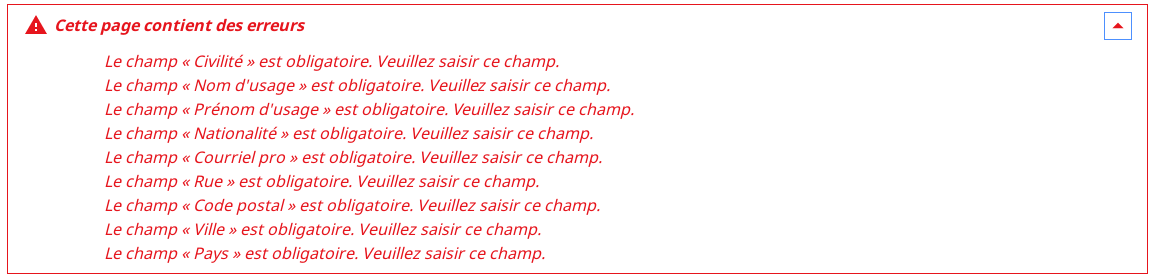 Cette page contient des erreurs
Le champ « Civilité » est obligatoire. Veuillez saisir ce champ.
Le champ « Nom d'usage » est obligatoire. Veuillez saisir ce champ.
Le champ « Prénom d'usage » est obligatoire. Veuillez saisir ce champ.
Le champ « Nationalité » est obligatoire. Veuillez saisir ce champ.
Le champ « Courriel pro » est obligatoire. Veuillez saisir ce champ.
Le champ « Rue » est obligatoire. Veuillez saisir ce champ.
Le champ « Code postal » est obligatoire. Veuillez saisir ce champ.
Le champ « Ville » est obligatoire. Veuillez saisir ce champ.
Le champ « Pays » est obligatoire. Veuillez saisir ce champ.